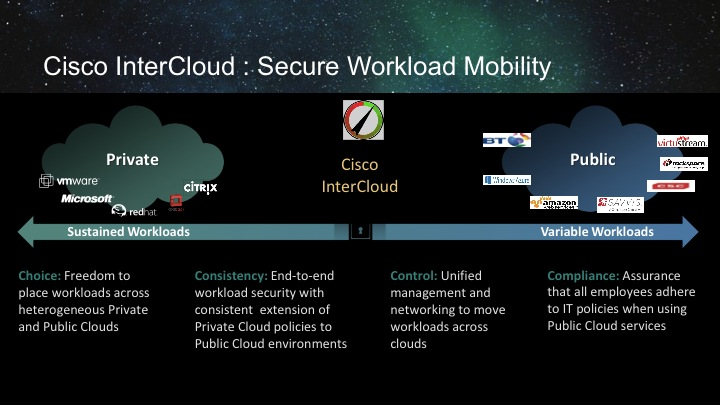 Cisco InterCloud : Secure Workload Mobility
Private
vmware
Microsoft
redhat
CITRIX
Cisco
InterCloud
Public
BT
Windows Azure
virtustream
rackspace
CSC
amazon
SAVVIS
Sustained Workloads
Variable Workloads
Choice: Freedom to
place workloads across
heterogeneous Private
and Public Clouds
Consistency: End-to-end
workload security with
consistent extension of
Private Cloud policies to
Public Cloud environments
Control: Unified
management and
networking to move
workloads across
clouds
Compliance: Assurance
that all employees adhere
to IT policies when using
Public Cloud services